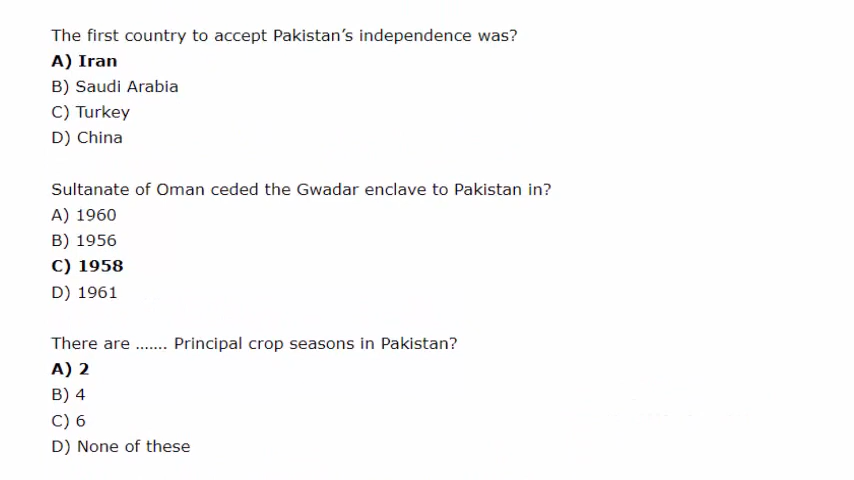 The first country to accept Pakistan’s independence was?
A) Iran
B) Saudi Arabia
C) Turkey
D) China
Sultanate of Oman ceded the Gwadar enclave to Pakistan in?
A) 1960
B) 1956
C) 1958
D) 1961
There are ....... Principal crop seasons in Pakistan?
A) 2
B) 4
C) 6
D) None of these